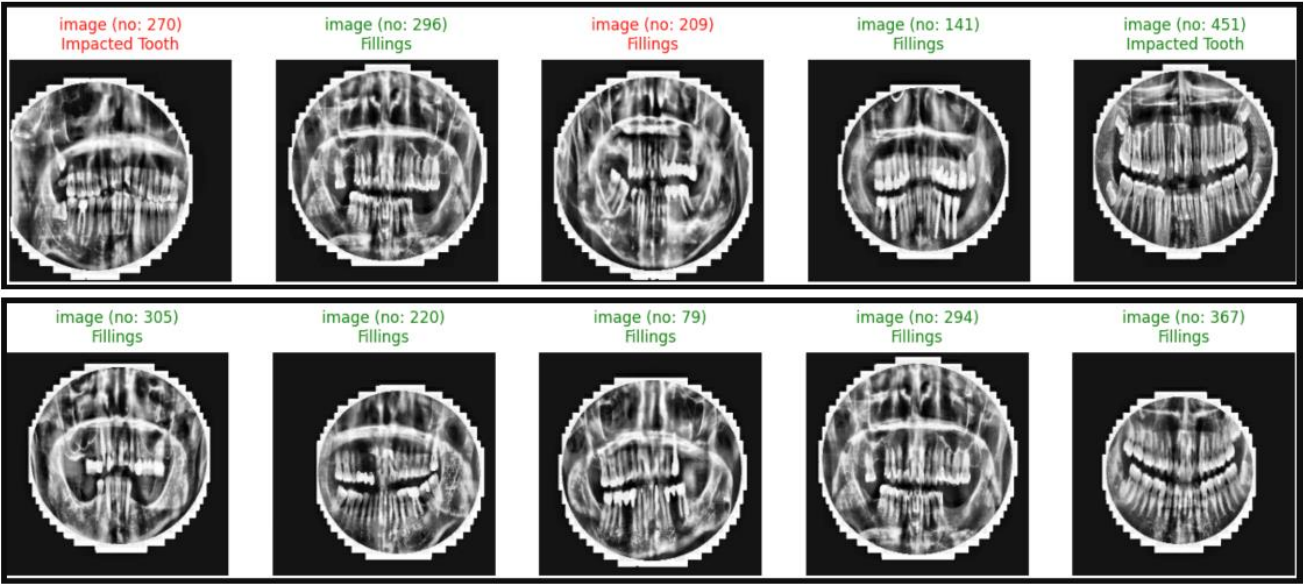 image (no: 270)
Impacted Tooth
image (no: 296)
Fillings
image (no: 209)
Fillings
image (no: 141)
Fillings
image (no: 451)
Impacted Tooth
image (no: 305)
Fillings
image (no: 220)
Fillings
image (no: 79)
Fillings
image (no: 294)
Fillings
image (no: 367)
Fillings